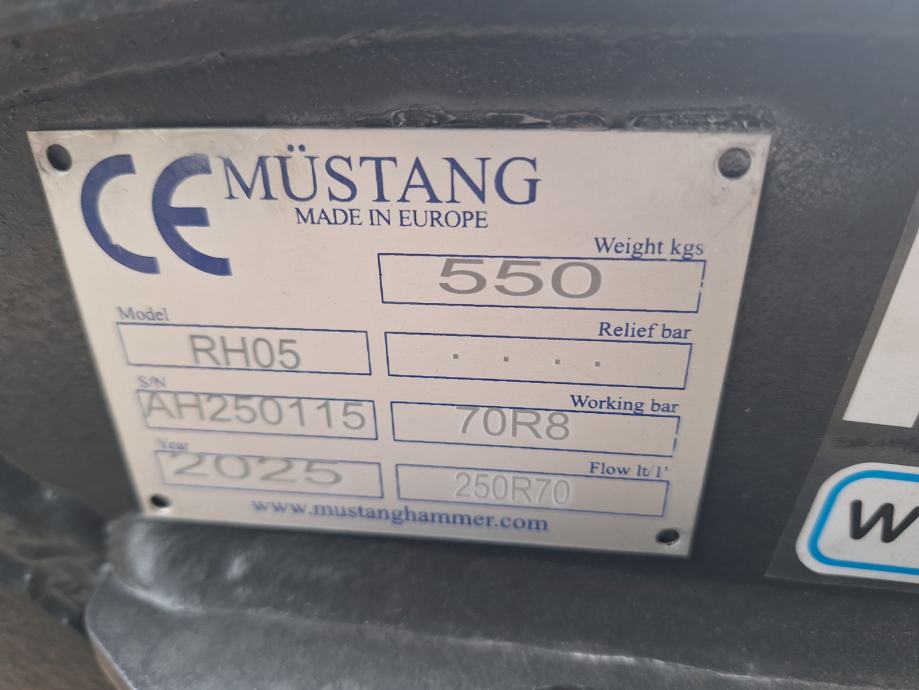 CE MÜSTANG
MADE IN EUROPE
Weight kgs
550
Model
RH05
Relief bar
. . . .
S/N
AH250115
Working bar
70R8
Year
2025
Flow lt/1'
250R70
www.mustanghammer.com
W